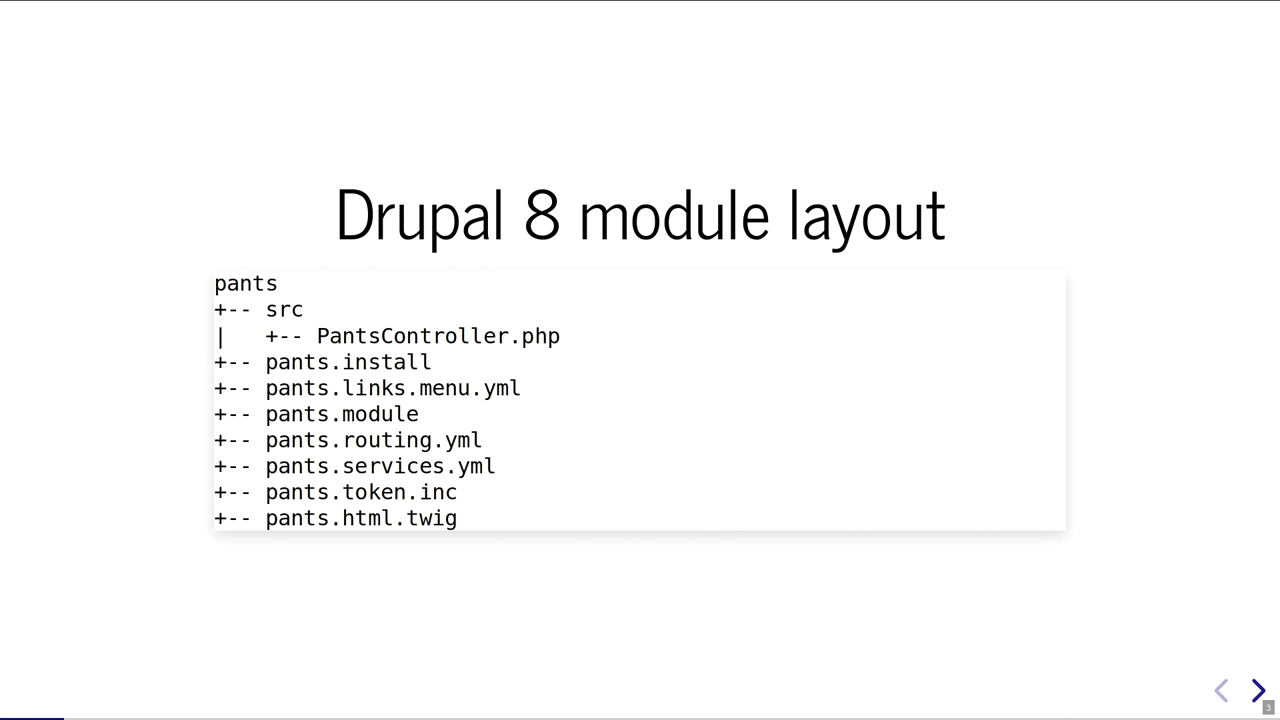 Drupal 8 module layout
pants
+-- src
|   +-- PantsController.php
+-- pants.install
+-- pants.links.menu.yml
+-- pants.module
+-- pants.routing.yml
+-- pants.services.yml
+-- pants.token.inc
+-- pants.html.twig
3